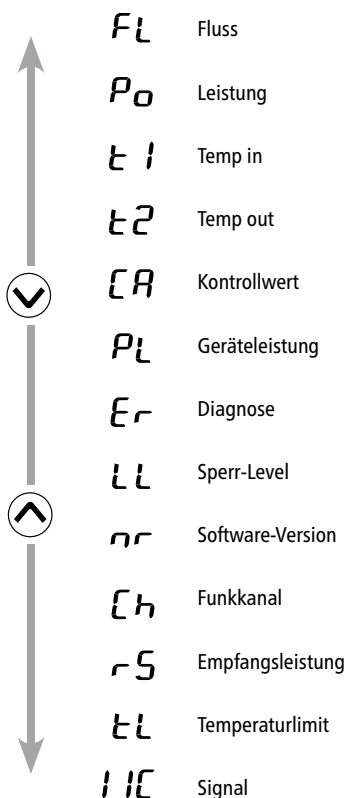 FL Fluss
Po Leistung
t1 Temp in
t2 Temp out
CA Kontrollwert
PL Geräteleistung
Er Diagnose
LL Sperr-Level
nr Software-Version
Ch Funkkanal
rS Empfangsleistung
tL Temperaturlimit
11C Signal